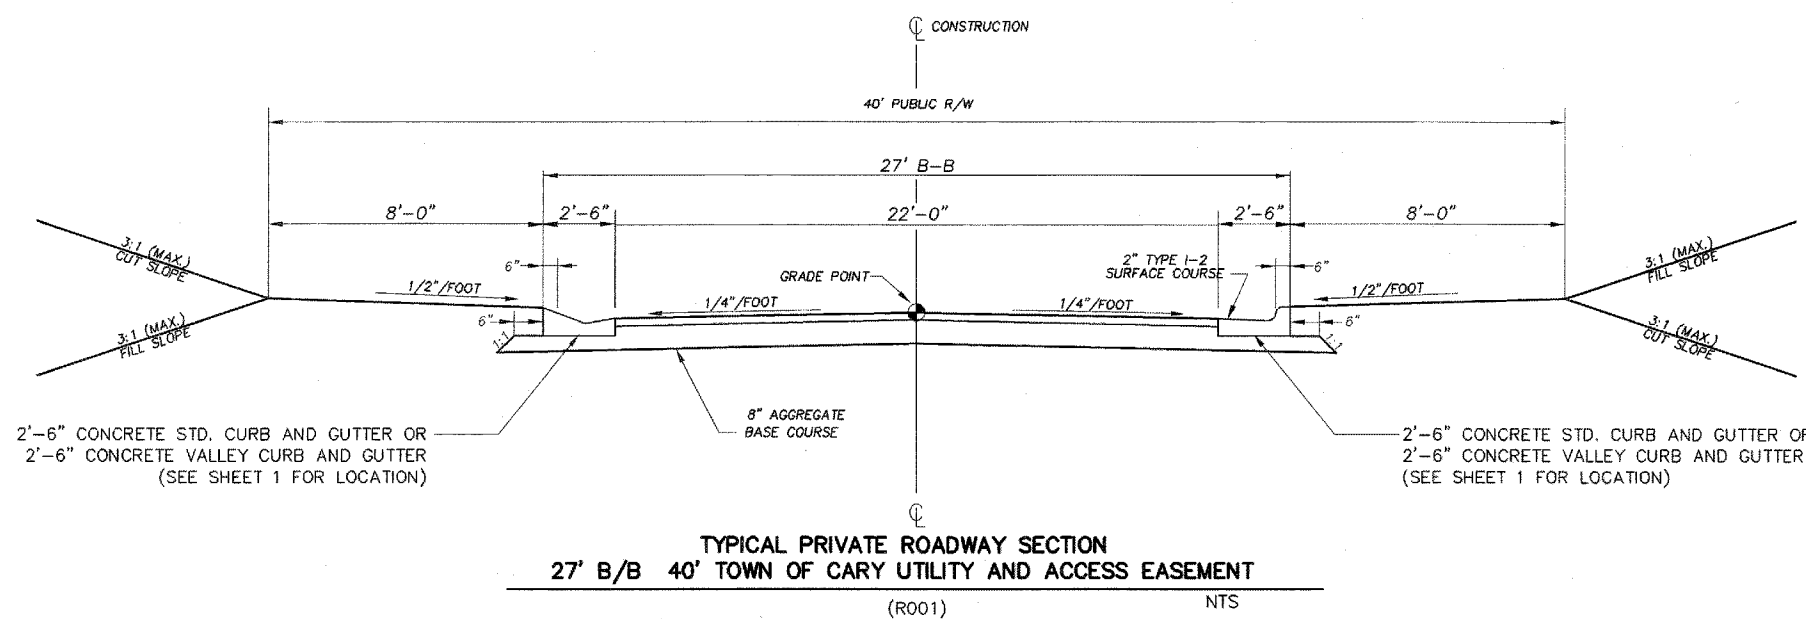 CL CONSTRUCTION
40' PUBLIC R/W
27' B-B
8'-0"
2'-6"
22'-0"
2'-6"
8'-0"
3:1 (MAX.)
CUT SLOPE
3:1 (MAX.)
FILL SLOPE
6"
GRADE POINT
2" TYPE I-2
SURFACE COURSE
6"
1/2"/FOOT
1/4"/FOOT
1/4"/FOOT
1/2"/FOOT
6"
6"
3:1 (MAX.)
FILL SLOPE
3:1 (MAX.)
CUT SLOPE
1:1
1:1
8" AGGREGATE
BASE COURSE
2'-6" CONCRETE STD. CURB AND GUTTER OR
2'-6" CONCRETE VALLEY CURB AND GUTTER
(SEE SHEET 1 FOR LOCATION)
2'-6" CONCRETE STD. CURB AND GUTTER OR
2'-6" CONCRETE VALLEY CURB AND GUTTER
(SEE SHEET 1 FOR LOCATION)
CL
TYPICAL PRIVATE ROADWAY SECTION
27' B/B 40' TOWN OF CARY UTILITY AND ACCESS EASEMENT
(R001)
NTS